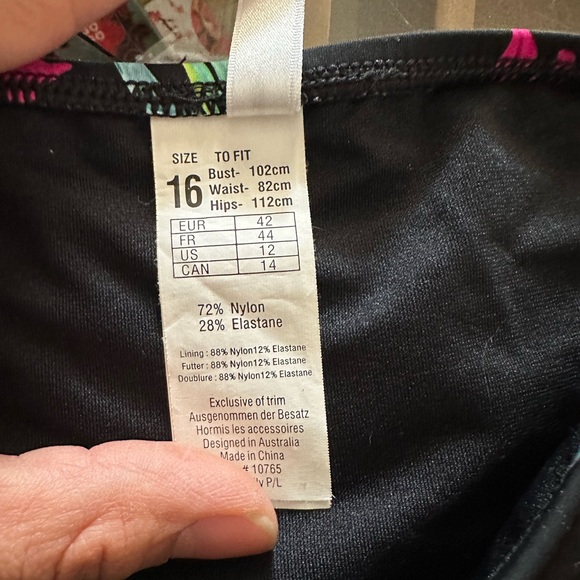 SIZE TO FIT
16 Bust- 102cm
Waist- 82cm
Hips- 112cm
EUR 42
FR 44
US 12
CAN 14
72% Nylon
28% Elastane
Lining : 88% Nylon12% Elastane
Futter : 88% Nylon12% Elastane
Doublure : 88% Nylon12% Elastane
Exclusive of trim
Ausgenommen der Besatz
Hormis les accessoires
Designed in Australia
Made in China
# 10765
P/L